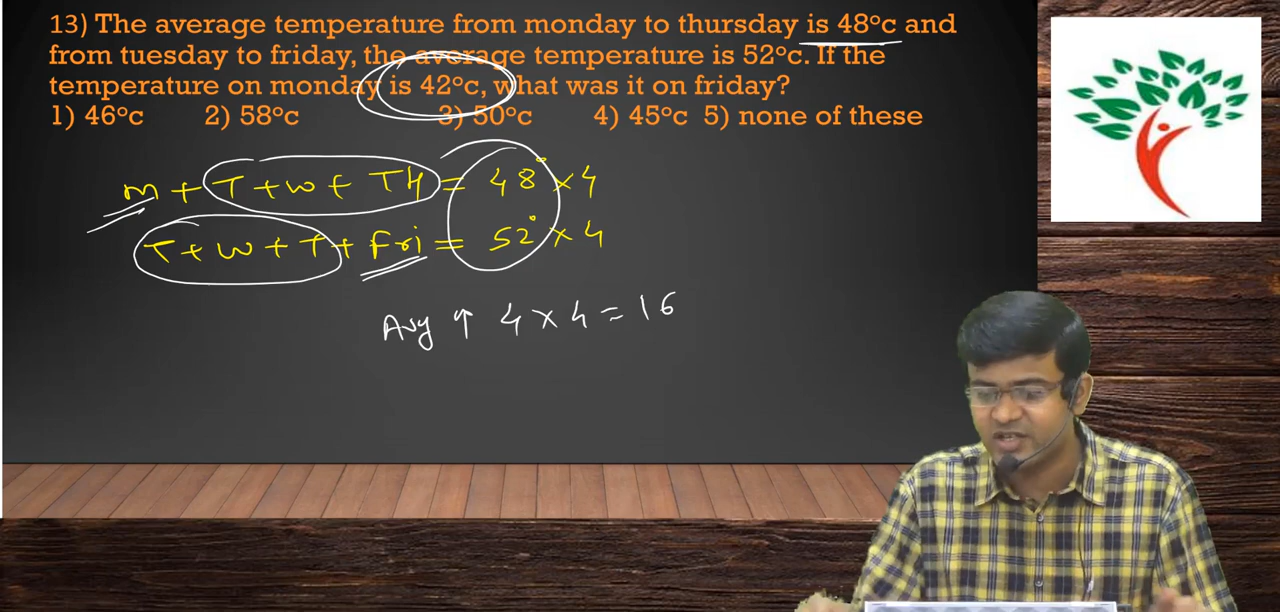 13) The average temperature from monday to thursday is 48°c and
from tuesday to friday, the average temperature is 52°c. If the
temperature on monday is 42°c, what was it on friday?
1) 46°c 2) 58°c 3) 50°c 4) 45°c 5) none of these
M + T + W + TH = 48° × 4
T + W + T + Fri = 52° × 4
Avg ↑ 4 × 4 = 16